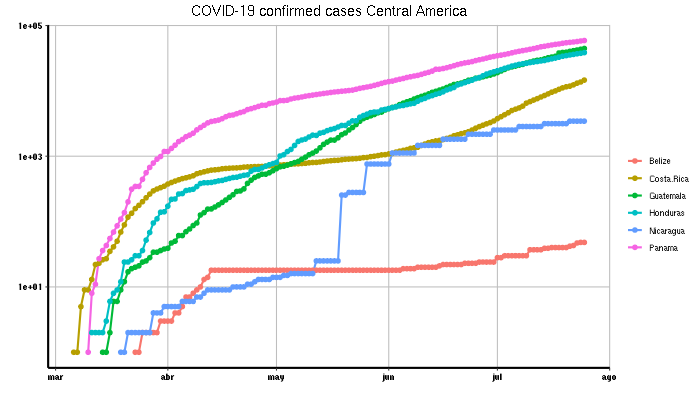 COVID-19 confirmed cases Central America
1e+05
1e+03
1e+01
mar abr may jun jul ago
Belize
Costa.Rica
Guatemala
Honduras
Nicaragua
Panama